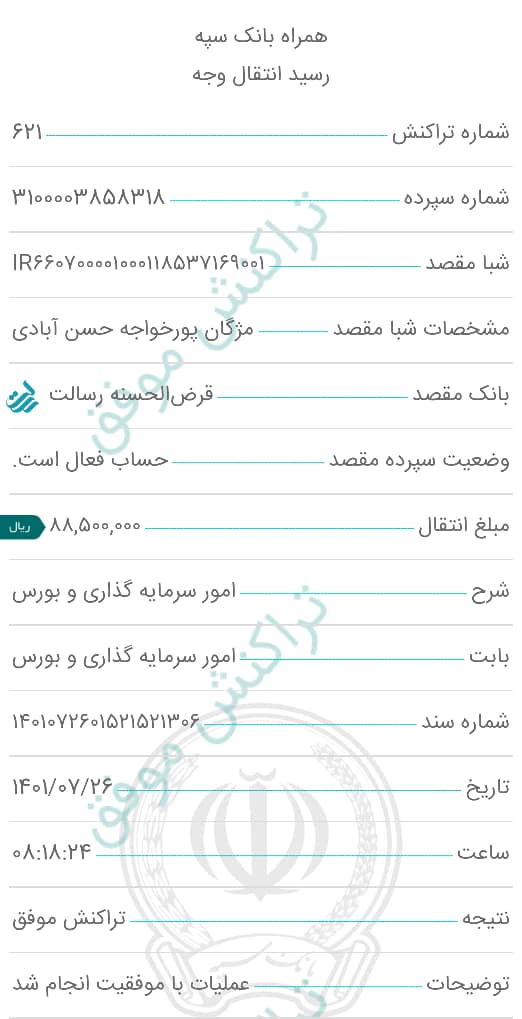 همراه بانک سپه
رسید انتقال وجه
شماره تراکنش ۶۲۱
شماره سپرده ۳۱۰۰۰۰۳۸۵۸۳۱۸
شبا مقصد IR۶۶۰۷۰۰۰۰۱۰۰۰۱۱۸۵۳۷۱۶۹۰۰۱
مشخصات شبا مقصد مژگان پورخواجه حسن آبادی
بانک مقصد قرض‌الحسنه رسالت
وضعیت سپرده مقصد حساب فعال است.
مبلغ انتقال ۸۸,۵۰۰,۰۰۰ ریال
شرح امور سرمایه گذاری و بورس
بابت امور سرمایه گذاری و بورس
شماره سند ۱۴۰۱۰۷۲۶۰۱۵۲۱۵۲۱۳۰۶
تاریخ ۱۴۰۱/۰۷/۲۶
ساعت ۰۸:۱۸:۲۴
نتیجه تراکنش موفق
توضیحات عملیات با موفقیت انجام شد
تراکنش موفق
تراکنش موفق
بانک سپه